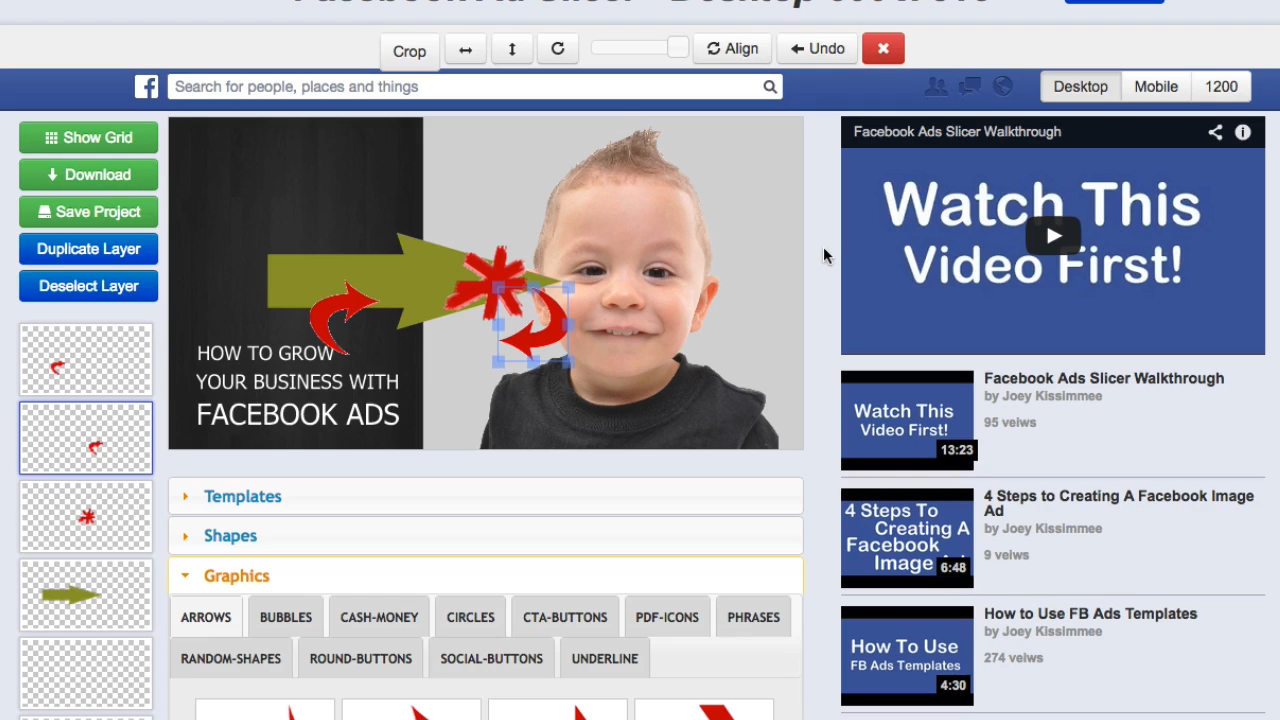 Facebook Ad Slicer - Desktop
Crop
Align
Undo
Search for people, places and things
Desktop
Mobile
1200
Show Grid
Download
Save Project
Duplicate Layer
Deselect Layer
HOW TO GROW
YOUR BUSINESS WITH
FACEBOOK ADS
Templates
Shapes
Graphics
ARROWS
BUBBLES
CASH-MONEY
CIRCLES
CTA-BUTTONS
PDF-ICONS
PHRASES
RANDOM-SHAPES
ROUND-BUTTONS
SOCIAL-BUTTONS
UNDERLINE
Facebook Ads Slicer Walkthrough
Watch This
Video First!
Watch This
Video First!
13:23
Facebook Ads Slicer Walkthrough
by Joey Kissimmee
95 veiws
4 Steps To
Creating A
Facebook
Image
6:48
4 Steps to Creating A Facebook Image
Ad
by Joey Kissimmee
9 veiws
How To Use
FB Ads Templates
4:30
How to Use FB Ads Templates
by Joey Kissimmee
274 veiws